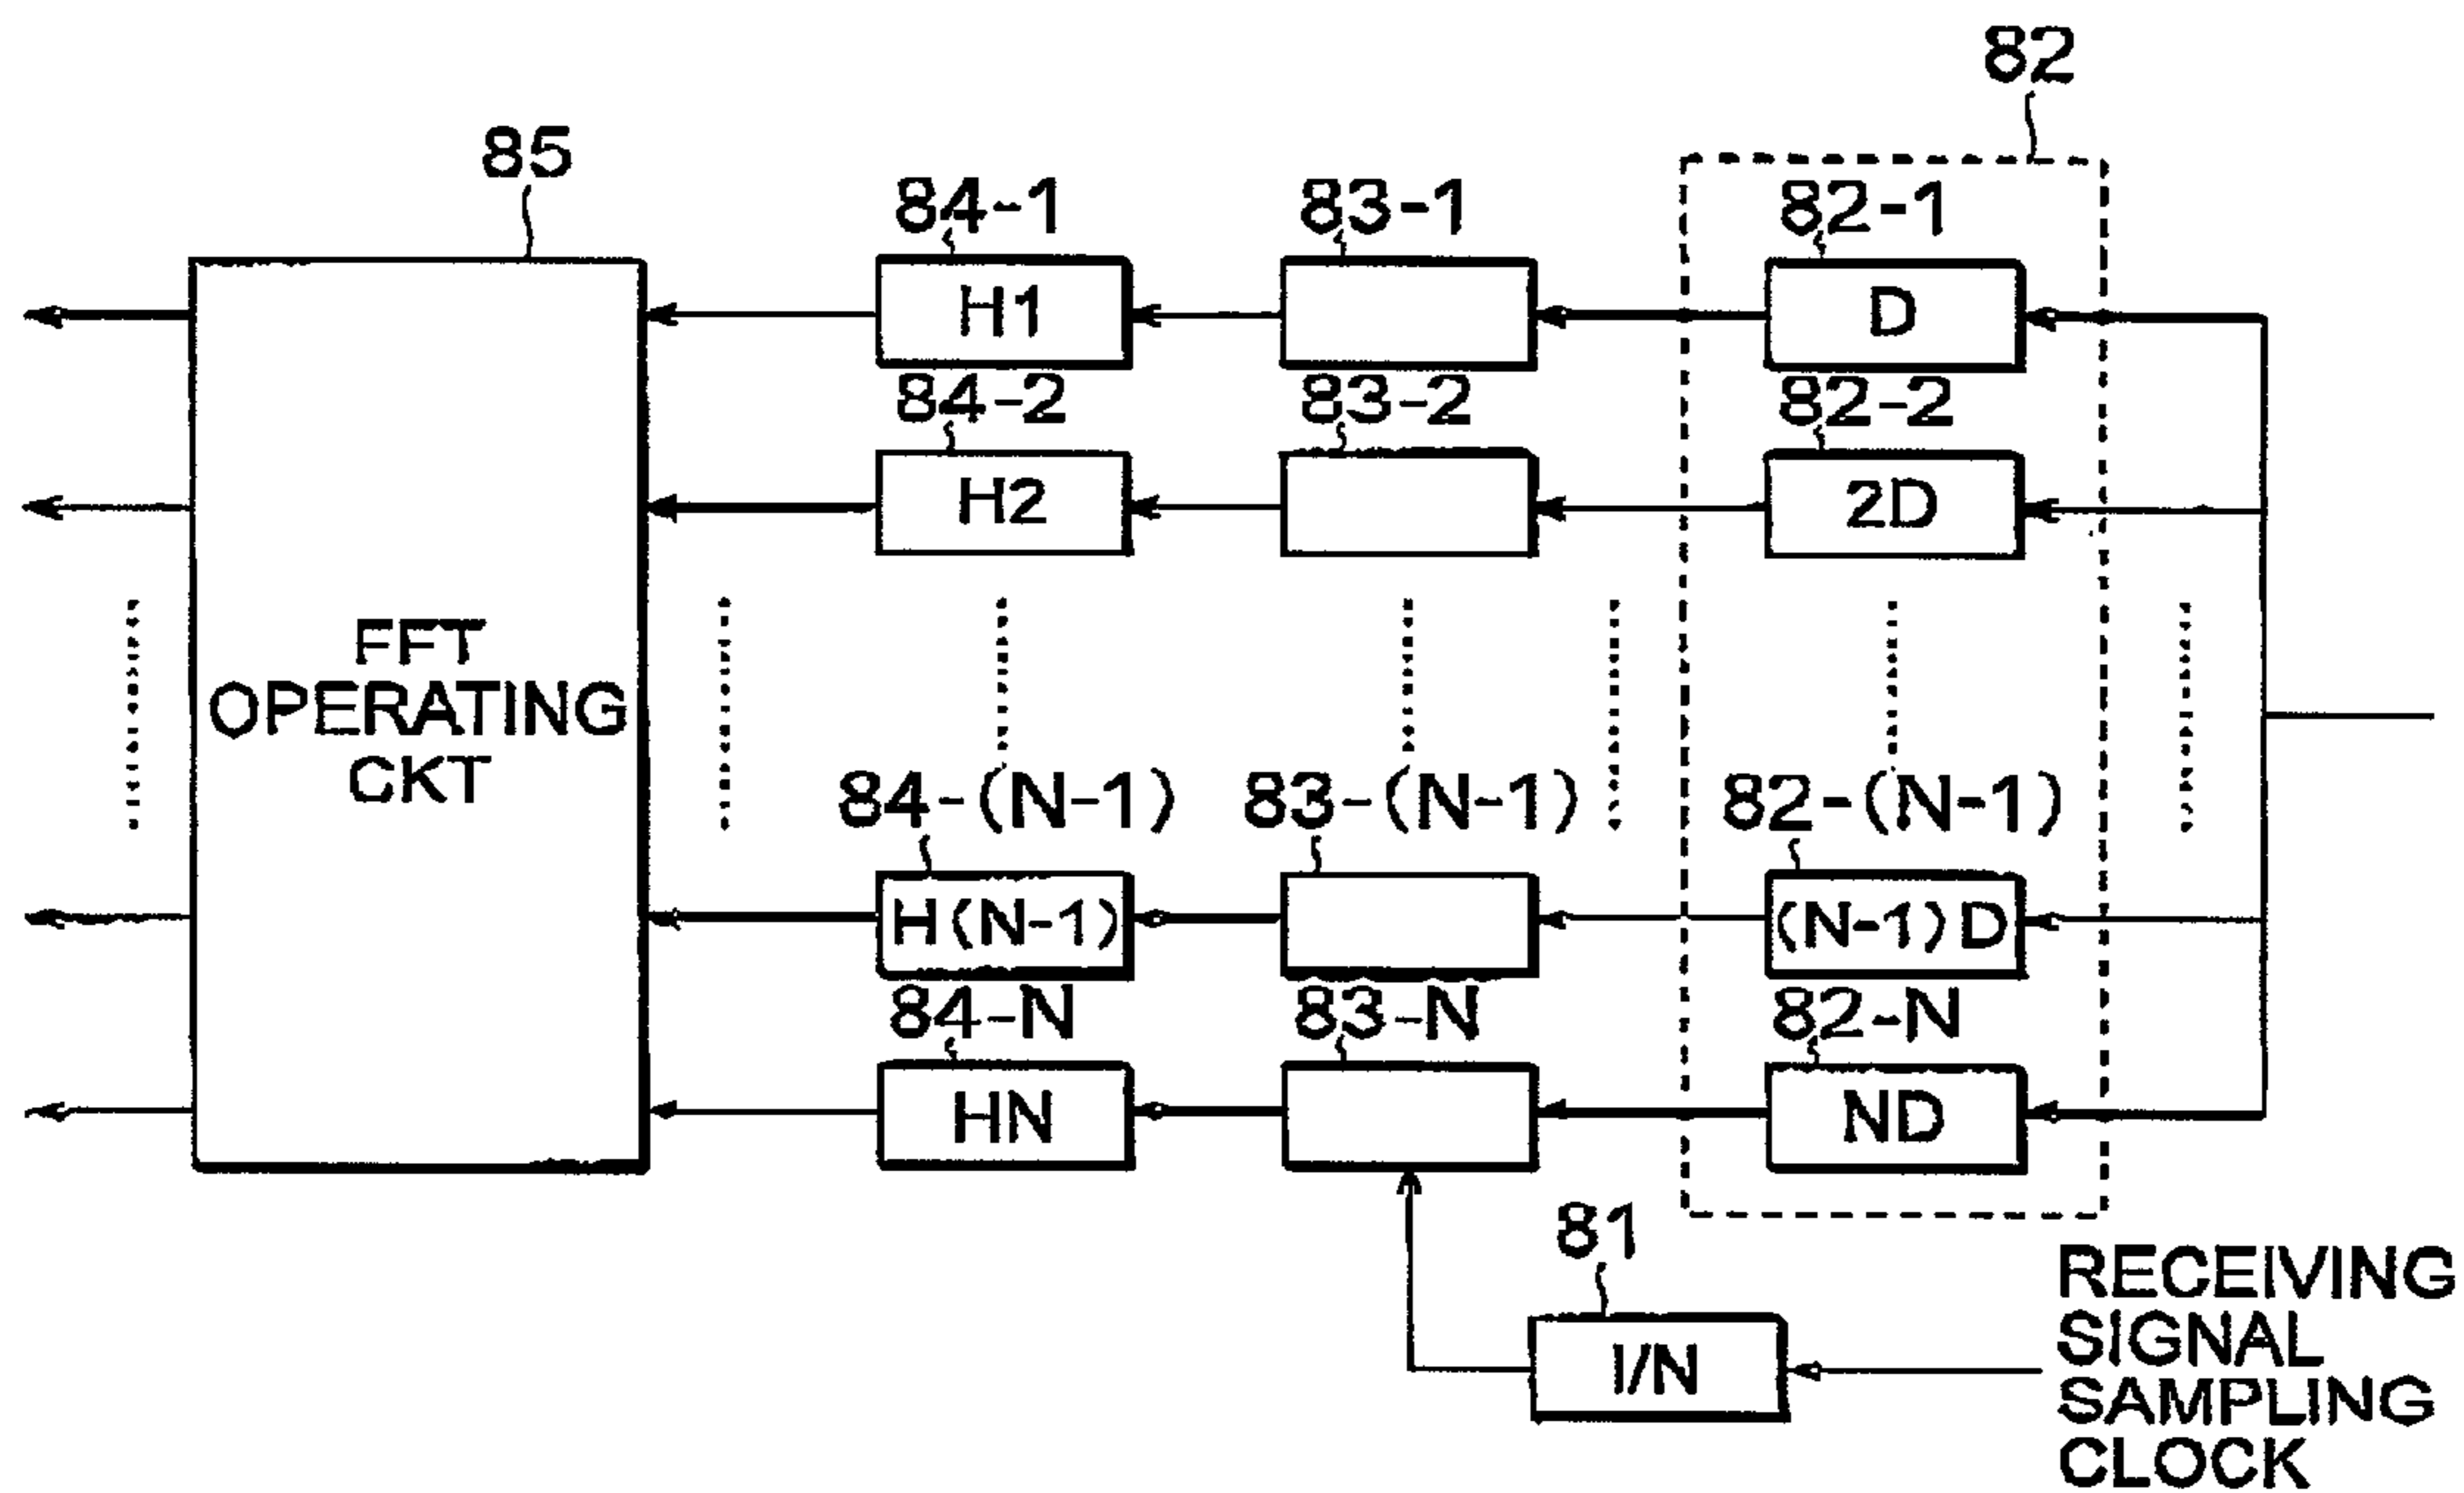 82
85
84-1
83-1
82-1
H1
D
84-2
83-2
82-2
H2
2D
FFT
OPERATING
CKT
84-(N-1)
83-(N-1)
82-(N-1)
H(N-1)
(N-1)D
84-N
83-N
82-N
HN
ND
81
I/N
RECEIVING
SIGNAL
SAMPLING
CLOCK